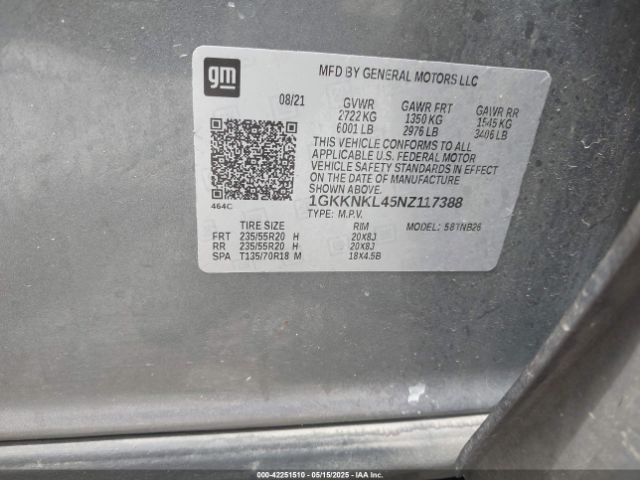 gm
MFD BY GENERAL MOTORS LLC
08/21 GVWR GAWR FRT GAWR RR
2722 KG 1350 KG 1545 KG
6001 LB 2976 LB 3406 LB
THIS VEHICLE CONFORMS TO ALL
APPLICABLE U.S. FEDERAL MOTOR
VEHICLE SAFETY STANDARDS IN EFFECT
ON THE DATE OF MANUFACTURE
SHOWN ABOVE.
1GKKNKL45NZ117388
464C TYPE: M.P.V.
TIRE SIZE RIM MODEL: 581NB26
FRT 235/55R20 H 20X8J
RR 235/55R20 H 20X8J
SPA T135/70R18 M 18X4.5B
000-42251510 - 05/15/2025 - IAAI.COM